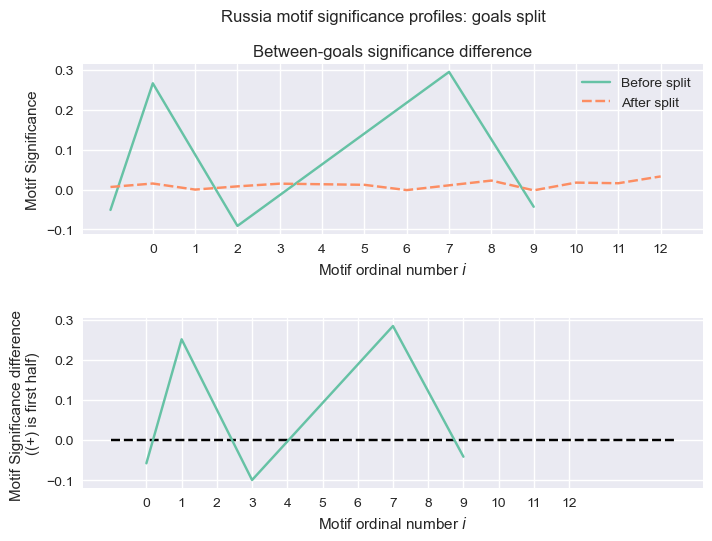 Russia motif significance profiles: goals split
Between-goals significance difference
Motif Significance
0.3
0.2
0.1
0.0
−0.1
Before split
After split
0 1 2 3 4 5 6 7 8 9 10 11 12
Motif ordinal number i
Motif Significance difference
((+) is first half)
0.3
0.2
0.1
0.0
−0.1
0 1 2 3 4 5 6 7 8 9 10 11 12
Motif ordinal number i